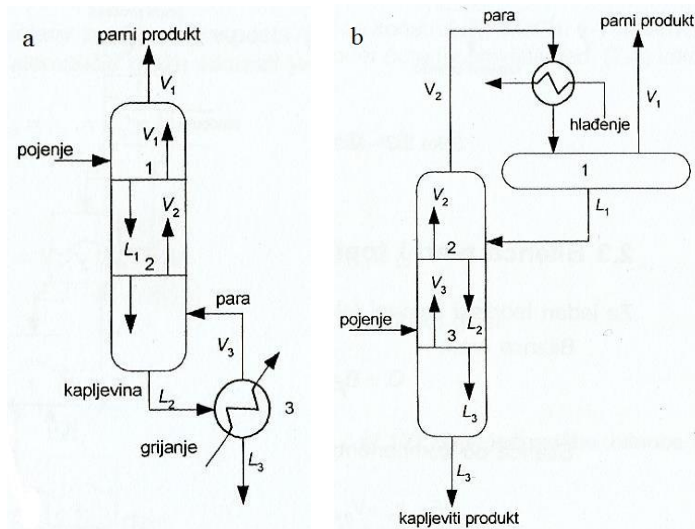 a
parni produkt
V1
V1
pojenje
1
V2
L1
2
para
V3
kapljevina
L2
3
grijanje
L3
b
para
parni produkt
V2
V1
hlađenje
1
L1
V2
2
V3
L2
pojenje
3
L3
L3
kapljeviti produkt